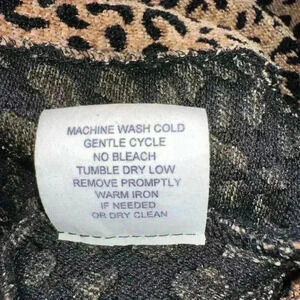 MACHINE WASH COLD
GENTLE CYCLE
NO BLEACH
TUMBLE DRY LOW
REMOVE PROMPTLY
WARM IRON
IF NEEDED
OR DRY CLEAN